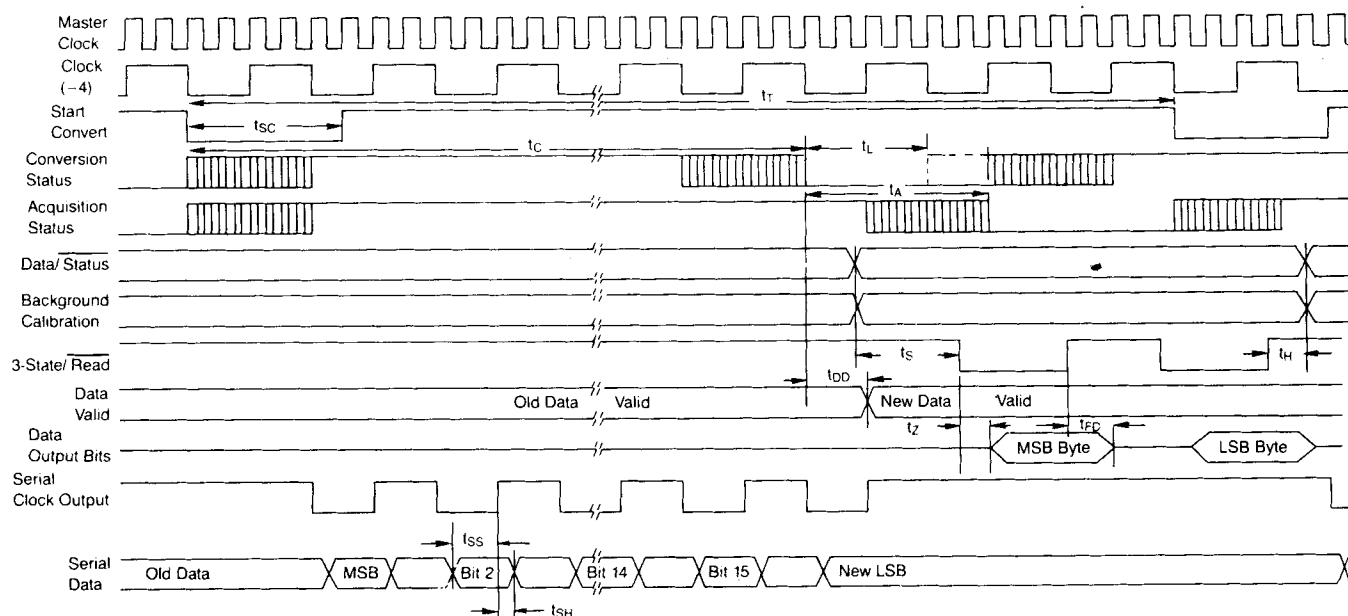 Master
Clock
Clock
(−4)
tT
Start
Convert
tSC
tC
tL
Conversion
Status
tA
Acquisition
Status
Data/Status
Background
Calibration
3-State/Read
tS
tH
tDD
Data
Valid
Old Data Valid
New Data Valid
tZ
tFD
Data
Output Bits
MSB Byte
LSB Byte
Serial
Clock Output
tSS
Serial
Data
Old Data
MSB
Bit 2
Bit 14
Bit 15
New LSB
tSH